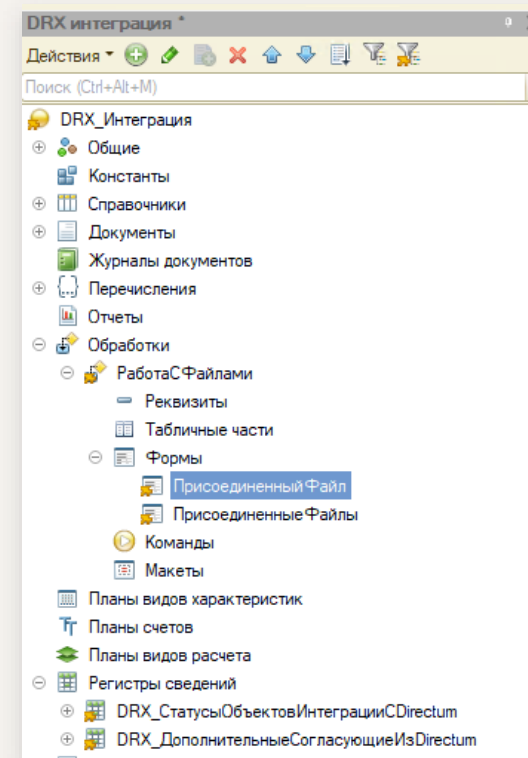 DRX интеграция *
Действия
Поиск (Ctrl+Alt+M)
DRX_Интеграция
Общие
Константы
Справочники
Документы
Журналы документов
Перечисления
Отчеты
Обработки
РаботаСФайлами
Реквизиты
Табличные части
Формы
ПрисоединенныйФайл
ПрисоединенныеФайлы
Команды
Макеты
Планы видов характеристик
Планы счетов
Планы видов расчета
Регистры сведений
DRX_СтатусыОбъектовИнтеграцииСDirectum
DRX_ДополнительныеСогласующиеИзDirectum